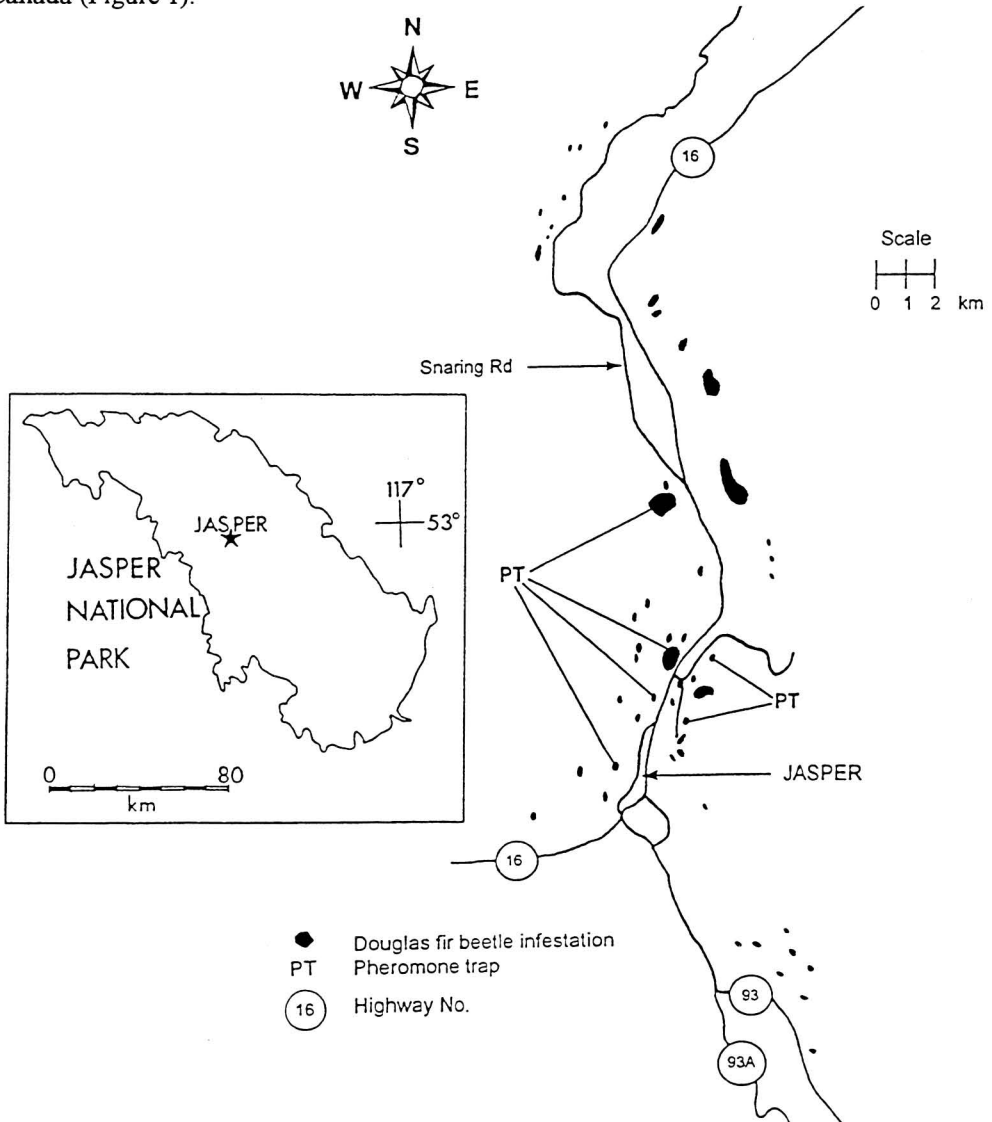 Canada (Figure 1).
N
W E
S
16
Scale
0 1 2 km
Snaring Rd
117°
53°
JASPER
JASPER
NATIONAL
PARK
0 80
km
PT
PT
JASPER
16
Douglas fir beetle infestation
PT Pheromone trap
16 Highway No.
93
93A